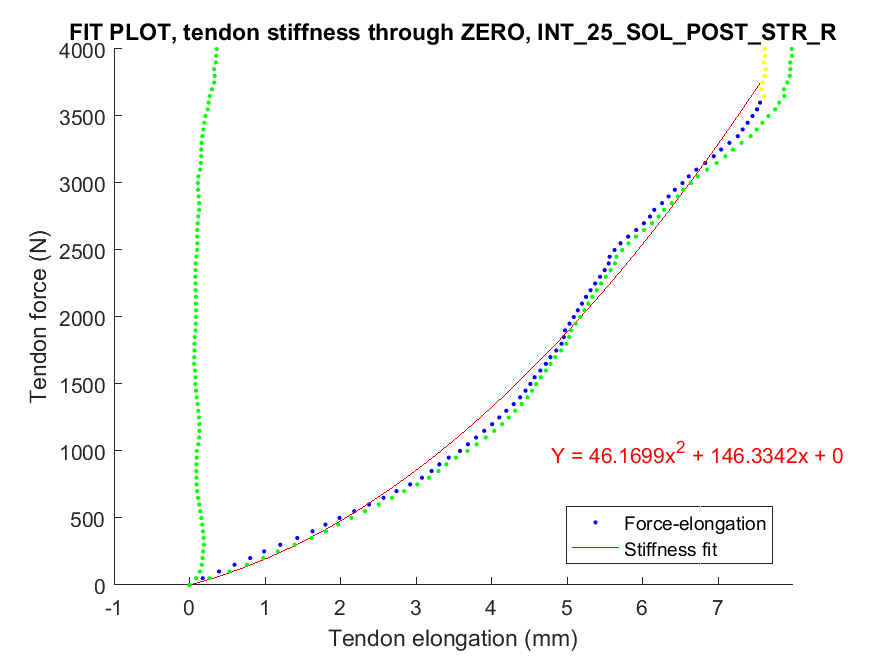 FIT PLOT, tendon stiffness through ZERO, INT_25_SOL_POST_STR_R
4000
3500
3000
2500
2000
1500
1000
500
0
Tendon force (N)
Y = 46.1699x² + 146.3342x + 0
Force-elongation
Stiffness fit
-1 0 1 2 3 4 5 6 7
Tendon elongation (mm)